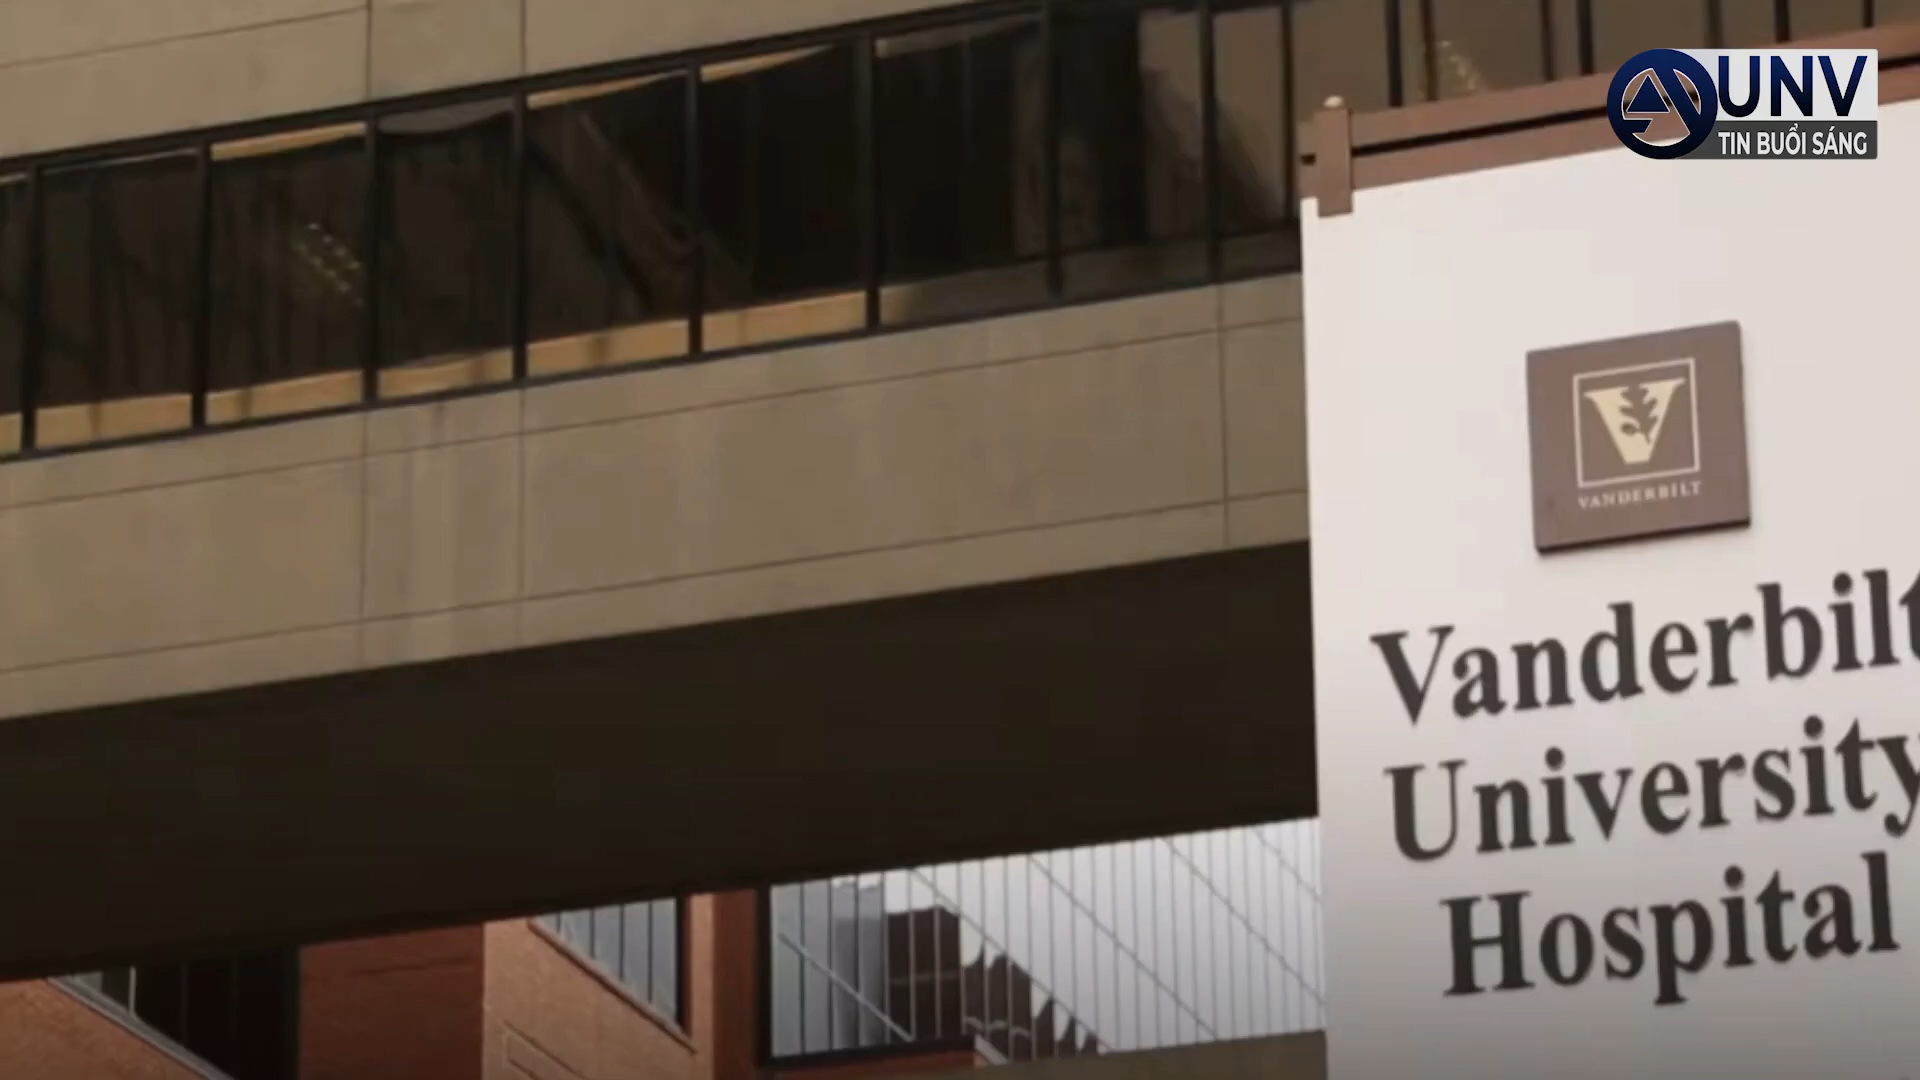 UNV
TIN BUỔI SÁNG
VANDERBILT
Vanderbilt
University
Hospital